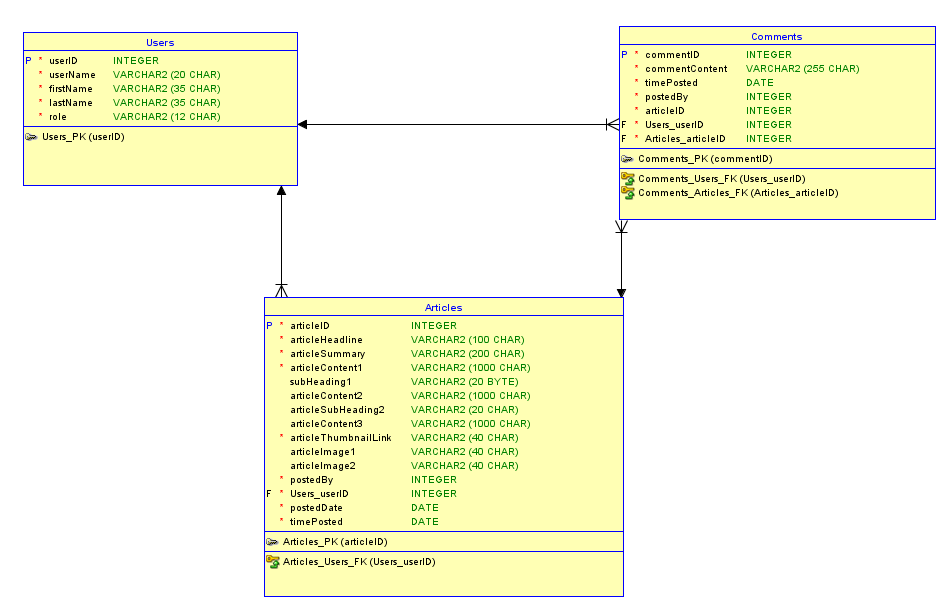 Users
P * userID INTEGER
* userName VARCHAR2 (20 CHAR)
* firstName VARCHAR2 (35 CHAR)
* lastName VARCHAR2 (35 CHAR)
* role VARCHAR2 (12 CHAR)
Users_PK (userID)
Comments
P * commentID INTEGER
* commentContent VARCHAR2 (255 CHAR)
* timePosted DATE
* postedBy INTEGER
* articleID INTEGER
F * Users_userID INTEGER
F * Articles_articleID INTEGER
Comments_PK (commentID)
Comments_Users_FK (Users_userID)
Comments_Articles_FK (Articles_articleID)
Articles
P * articleID INTEGER
* articleHeadline VARCHAR2 (100 CHAR)
* articleSummary VARCHAR2 (200 CHAR)
* articleContent1 VARCHAR2 (1000 CHAR)
subHeading1 VARCHAR2 (20 BYTE)
articleContent2 VARCHAR2 (1000 CHAR)
articleSubHeading2 VARCHAR2 (20 CHAR)
articleContent3 VARCHAR2 (1000 CHAR)
* articleThumbnailLink VARCHAR2 (40 CHAR)
articleImage1 VARCHAR2 (40 CHAR)
articleImage2 VARCHAR2 (40 CHAR)
* postedBy INTEGER
F * Users_userID INTEGER
* postedDate DATE
* timePosted DATE
Articles_PK (articleID)
Articles_Users_FK (Users_userID)